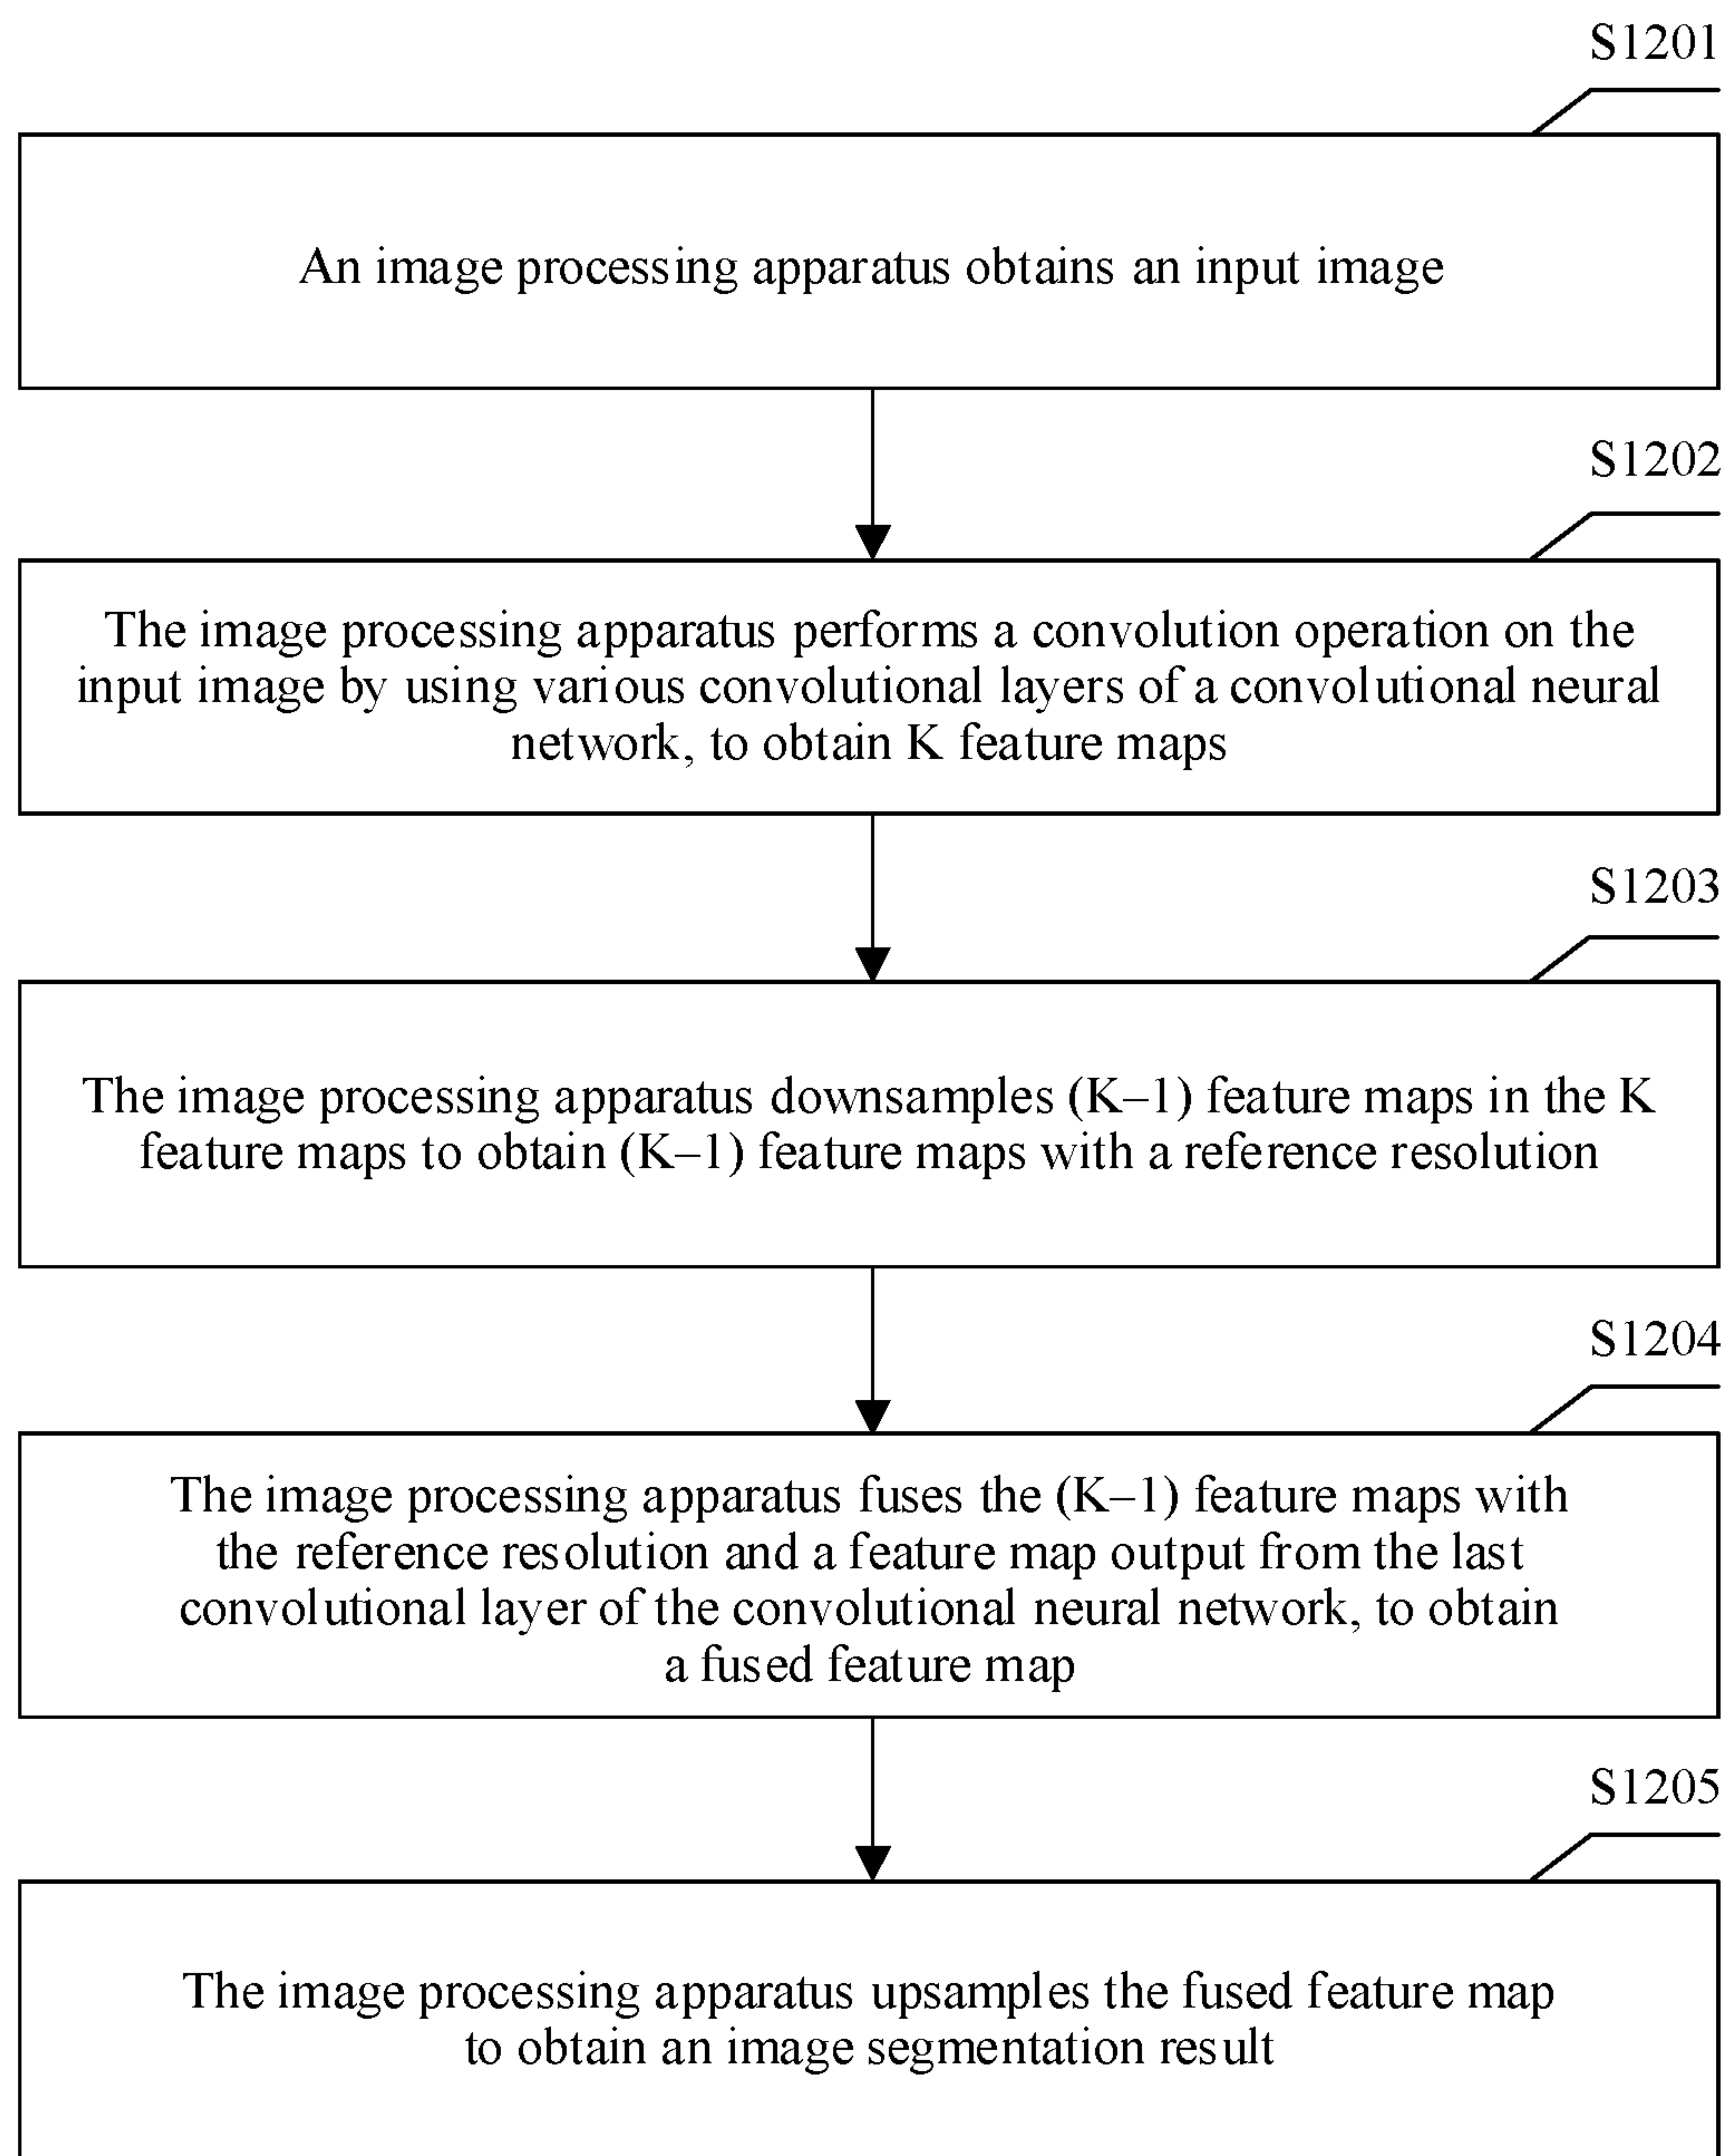 S1201
An image processing apparatus obtains an input image
S1202
The image processing apparatus performs a convolution operation on the
input image by using various convolutional layers of a convolutional neural
network, to obtain K feature maps
S1203
The image processing apparatus downsamples (K–1) feature maps in the K
feature maps to obtain (K–1) feature maps with a reference resolution
S1204
The image processing apparatus fuses the (K–1) feature maps with
the reference resolution and a feature map output from the last
convolutional layer of the convolutional neural network, to obtain
a fused feature map
S1205
The image processing apparatus upsamples the fused feature map
to obtain an image segmentation result